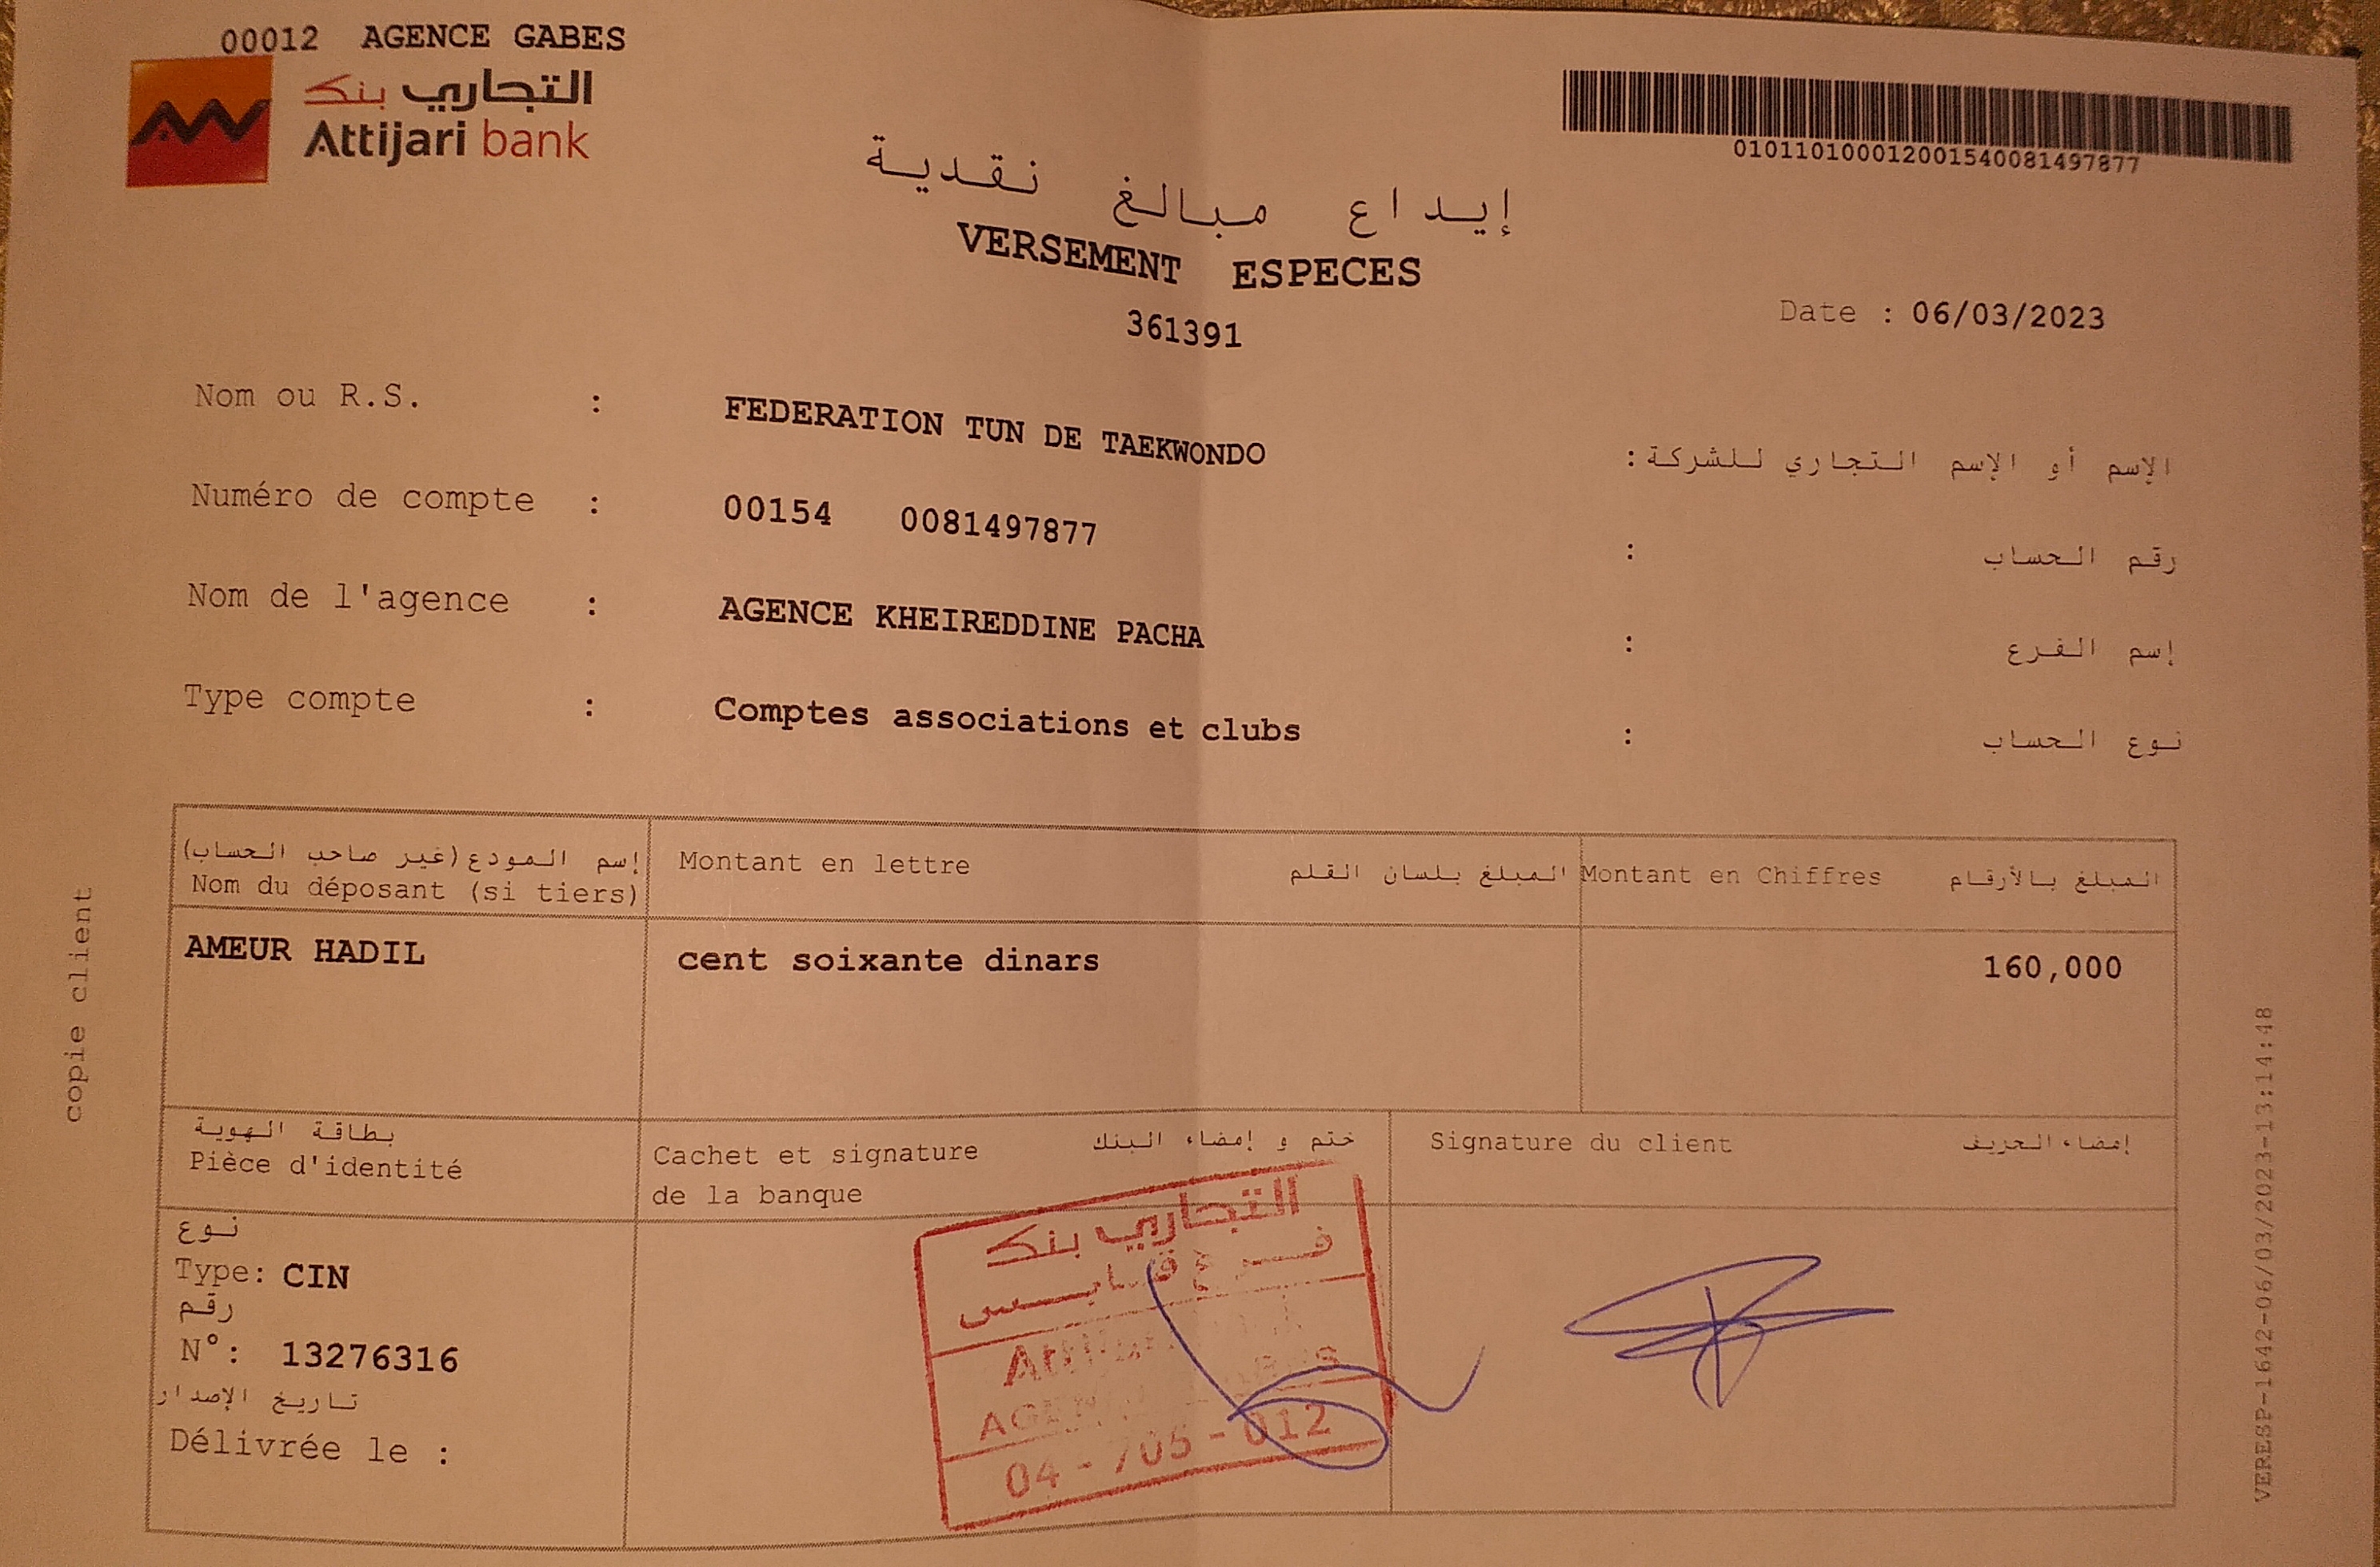 00012 AGENCE GABES
التجاري بنك
Attijari bank
010110100012001540081497877
إيداع مبالغ نقدية
VERSEMENT ESPECES
361391
Date : 06/03/2023
Nom ou R.S. : FEDERATION TUN DE TAEKWONDO الإسم أو الإسم التجاري للشركة:
Numéro de compte : 00154 0081497877 رقم الحساب :
Nom de l'agence : AGENCE KHEIREDDINE PACHA إسم الفرع :
Type compte : Comptes associations et clubs نوع الحساب :
إسم المودع(غير صاحب الحساب)
Nom du déposant (si tiers)
Montant en lettre المبلغ بلسان القلم
Montant en Chiffres المبلغ بالأرقام
AMEUR HADIL
cent soixante dinars
160,000
بطاقة الهوية
Pièce d'identité
Cachet et signature ختم و إمضاء البنك
de la banque
Signature du client إمضاء الحريف
نوع
Type: CIN
رقم
N°: 13276316
تاريخ الإصدار
Délivrée le :
التجاري بنك
فرع قابس
04 - 705 - 012
copie client
VERESP-1642-06/03/2023-13:14:48